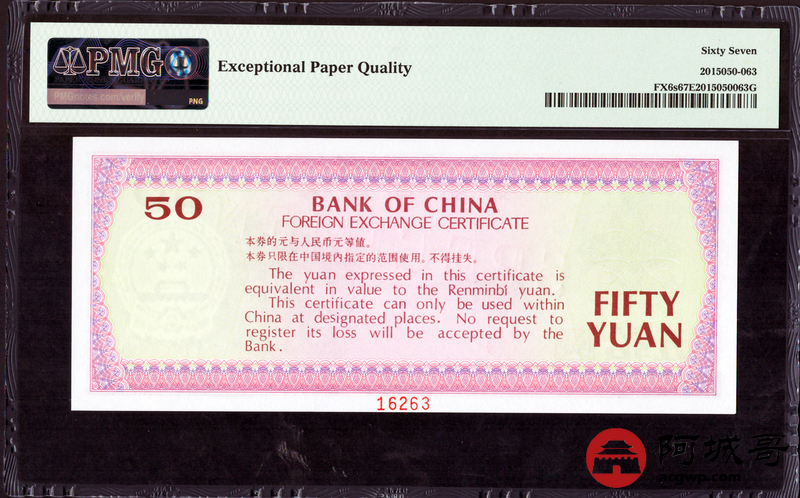 PMG
PMGnotes.com/verify
PNG
Exceptional Paper Quality
Sixty Seven
2015050-063
FX6s67E2015050063G
50
BANK OF CHINA
FOREIGN EXCHANGE CERTIFICATE
本券的元与人民币元等値。
本券只限在中国境内指定的范围使用。不得挂失。
The yuan expressed in this certificate is
equivalent in value to the Renminbi yuan.
This certificate can only be used within
China at designated places. No request to
register its loss will be accepted by the
Bank.
FIFTY
YUAN
16263
阿城哥
acgwp.com